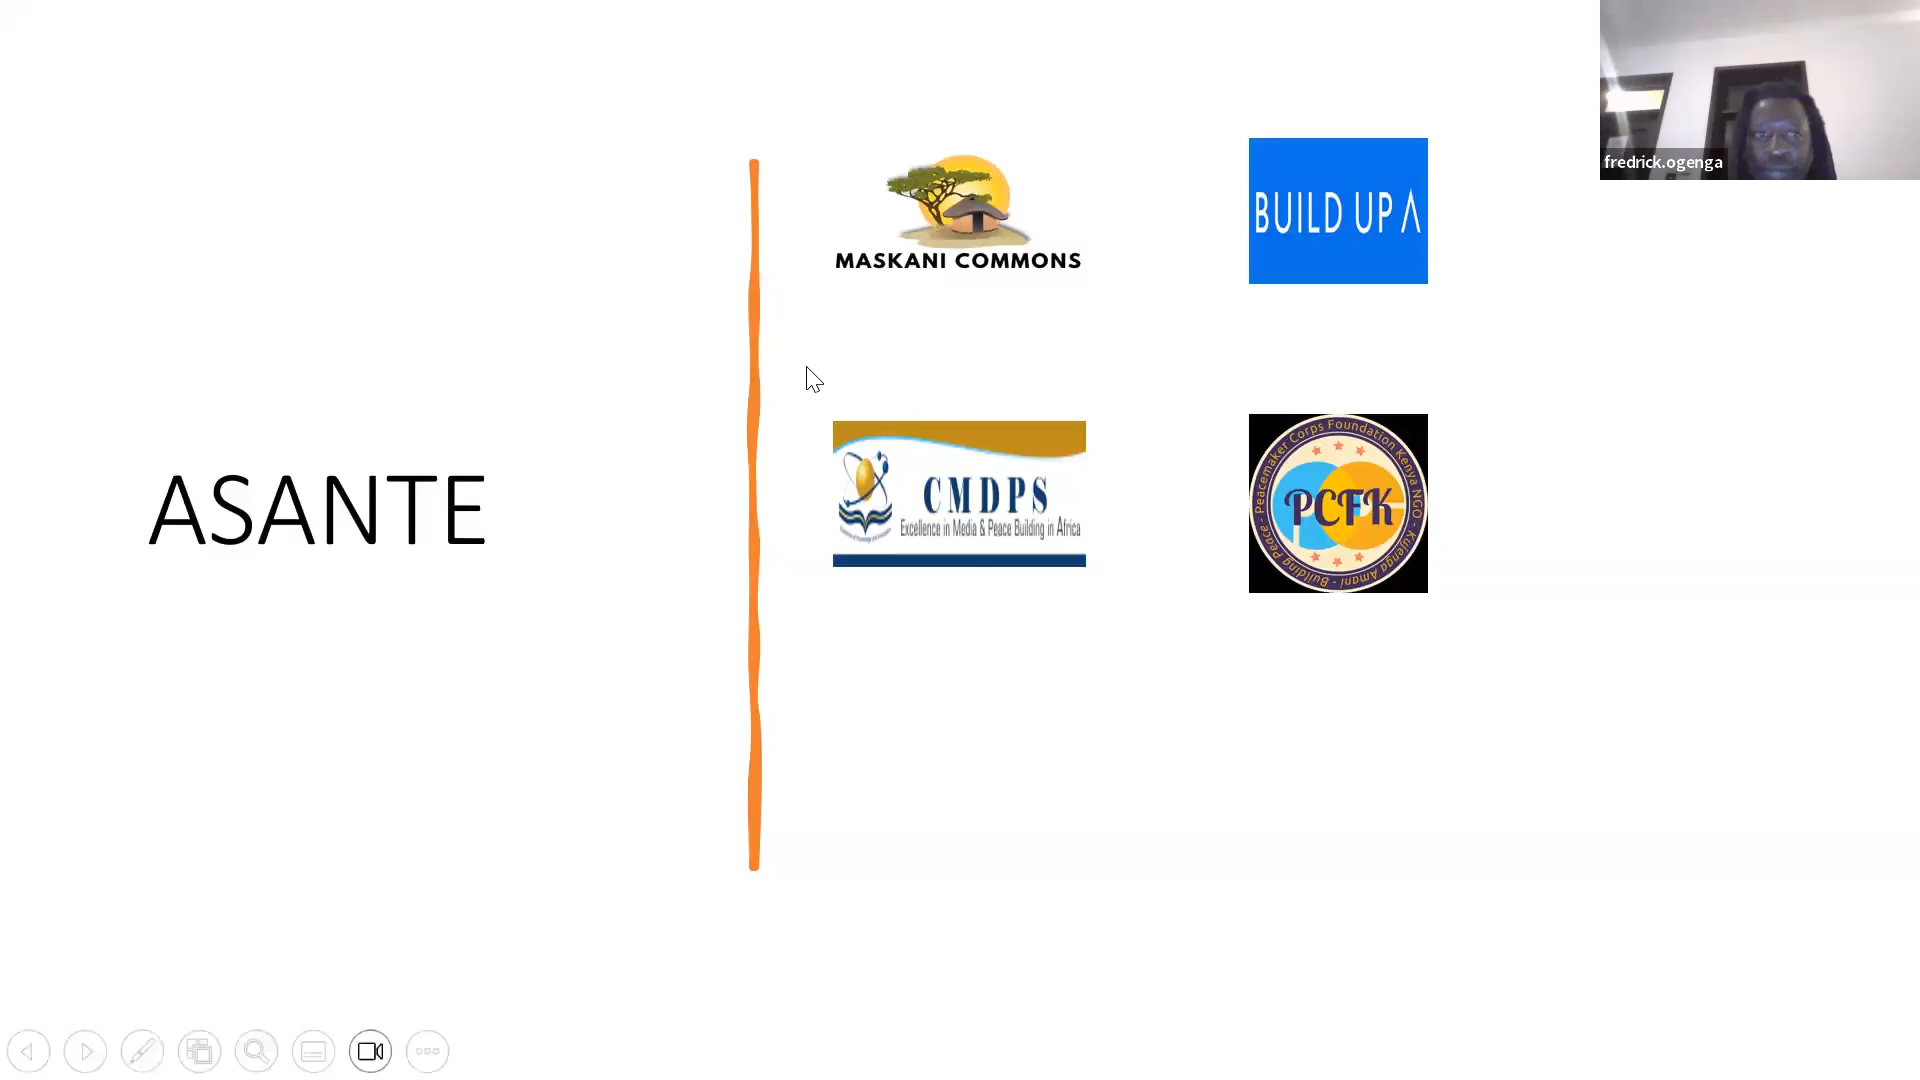 fredrick.ogenga
ASANTE
MASKANI COMMONS
BUILD UP
CMDPS
Excellence in Media & Peace Building in Africa
Peacemaker Corps Foundation Kenya NGO - Kujenga Amani - Building Peace -
PCFK